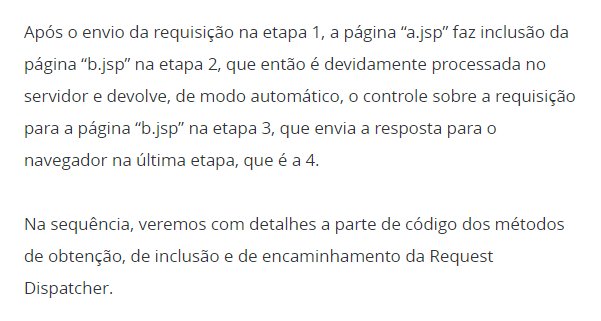 Após o envio da requisição na etapa 1, a página “a.jsp” faz inclusão da
página “b.jsp” na etapa 2, que então é devidamente processada no
servidor e devolve, de modo automático, o controle sobre a requisição
para a página “b.jsp” na etapa 3, que envia a resposta para o
navegador na última etapa, que é a 4.
Na sequência, veremos com detalhes a parte de código dos métodos
de obtenção, de inclusão e de encaminhamento da Request
Dispatcher.